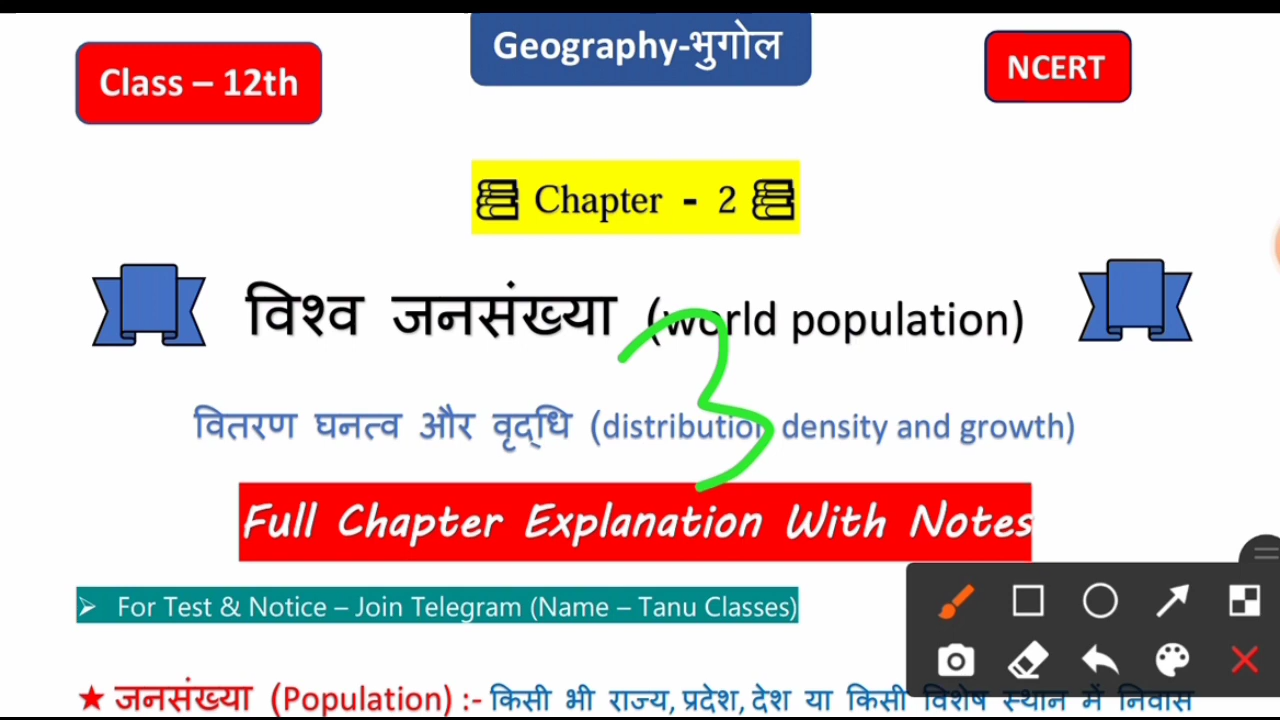 Class – 12th
Geography-भुगोल
NCERT
Chapter - 2
विश्व जनसंख्या (world population)
3
वितरण घनत्व और वृद्धि (distribution density and growth)
Full Chapter Explanation With Notes
➢ For Test & Notice – Join Telegram (Name – Tanu Classes)
★ जनसंख्या (Population) :- किसी भी राज्य, प्रदेश, देश या किसी विशेष स्थान में निवास